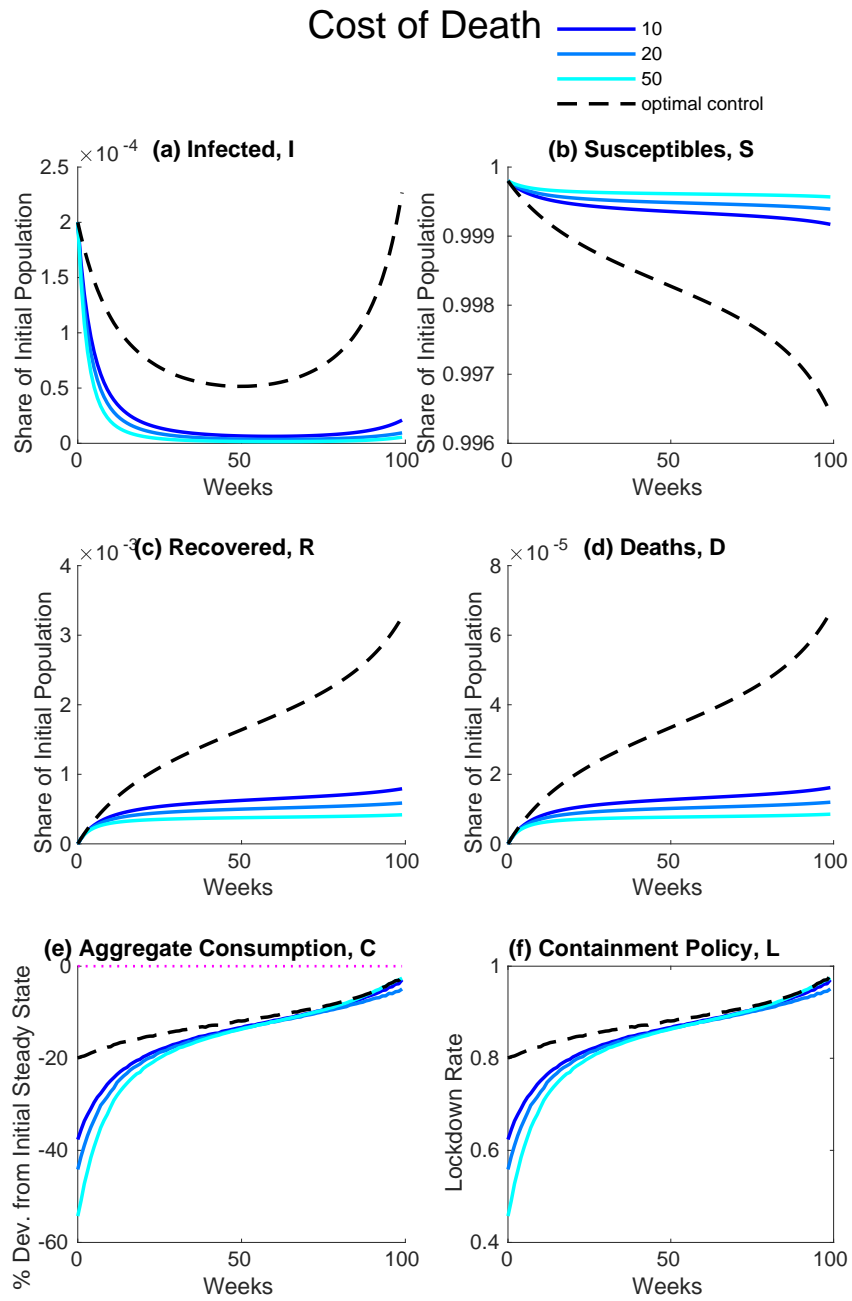 Cost of Death
10
20
50
optimal control
(a) Infected, I
×10 -4
2.5
2
1.5
1
0.5
0
Share of Initial Population
0 50 100
Weeks
(b) Susceptibles, S
1
0.999
0.998
0.997
0.996
Share of Initial Population
0 50 100
Weeks
(c) Recovered, R
×10 -3
4
3
2
1
0
Share of Initial Population
0 50 100
Weeks
(d) Deaths, D
×10 -5
8
6
4
2
0
Share of Initial Population
0 50 100
Weeks
(e) Aggregate Consumption, C
0
-20
-40
-60
% Dev. from Initial Steady State
0 50 100
Weeks
(f) Containment Policy, L
1
0.8
0.6
0.4
Lockdown Rate
0 50 100
Weeks